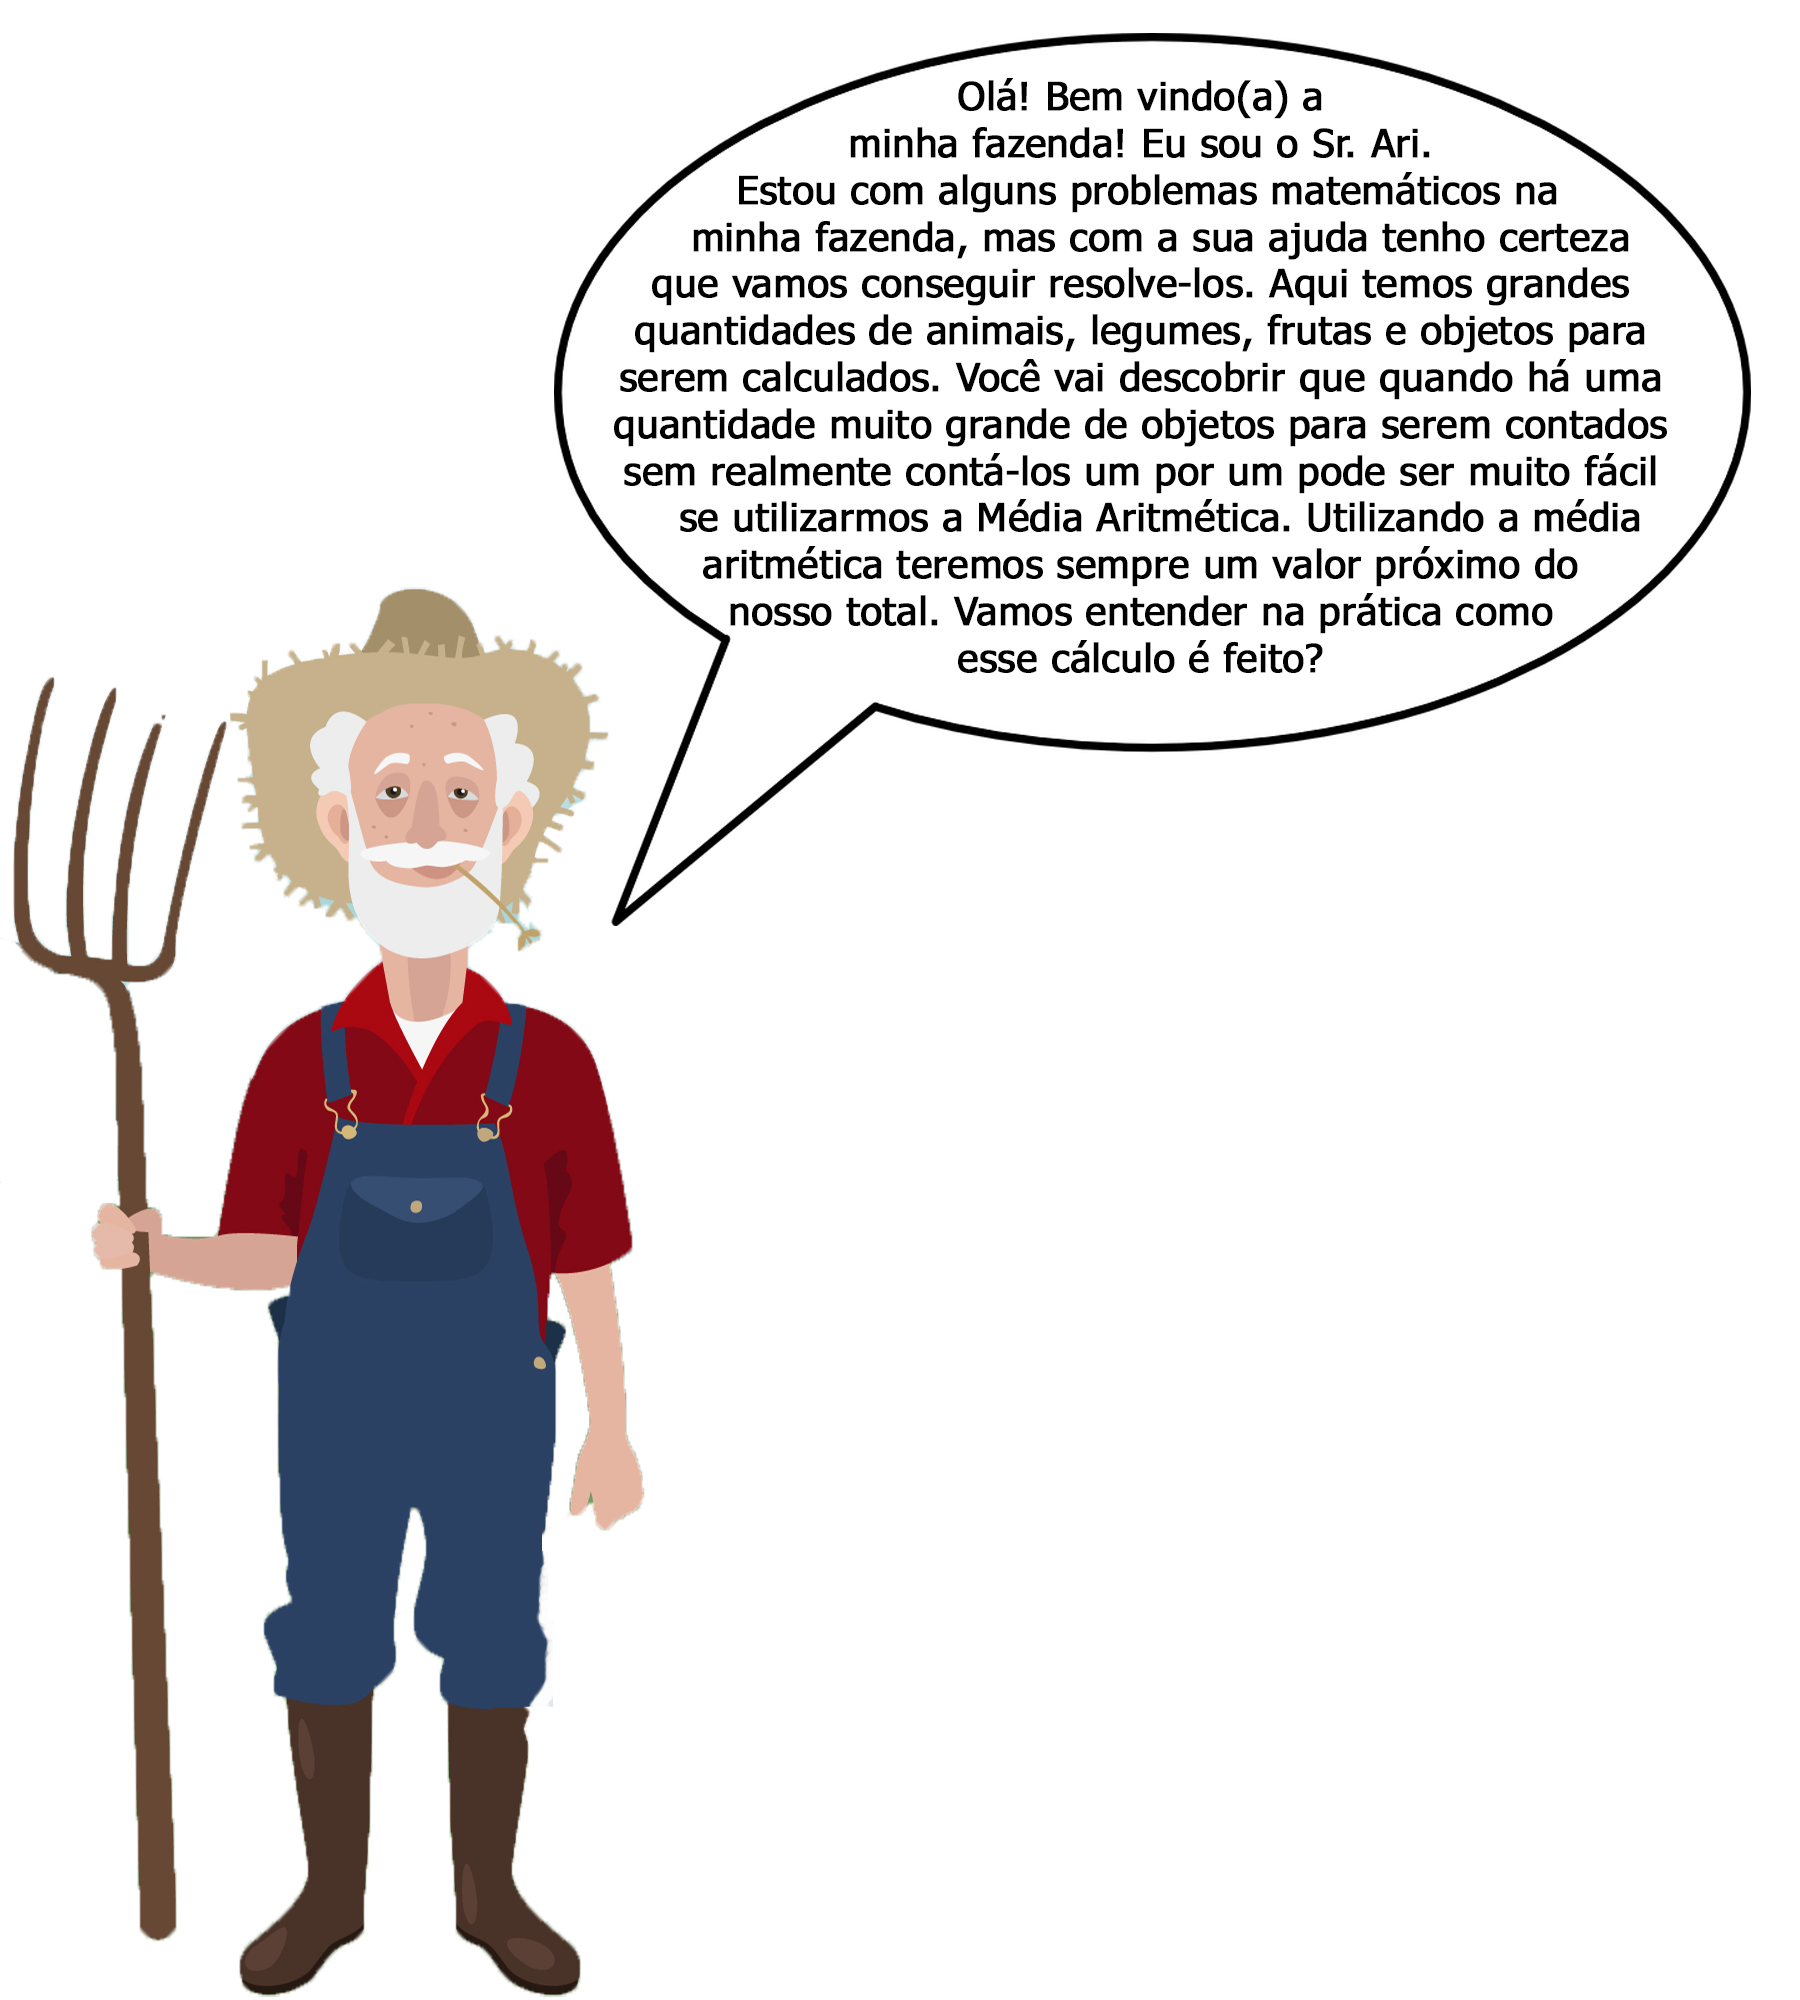 Olá! Bem vindo(a) a
minha fazenda! Eu sou o Sr. Ari.
Estou com alguns problemas matemáticos na
minha fazenda, mas com a sua ajuda tenho certeza
que vamos conseguir resolve-los. Aqui temos grandes
quantidades de animais, legumes, frutas e objetos para
serem calculados. Você vai descobrir que quando há uma
quantidade muito grande de objetos para serem contados
sem realmente contá-los um por um pode ser muito fácil
se utilizarmos a Média Aritmética. Utilizando a média
aritmética teremos sempre um valor próximo do
nosso total. Vamos entender na prática como
esse cálculo é feito?